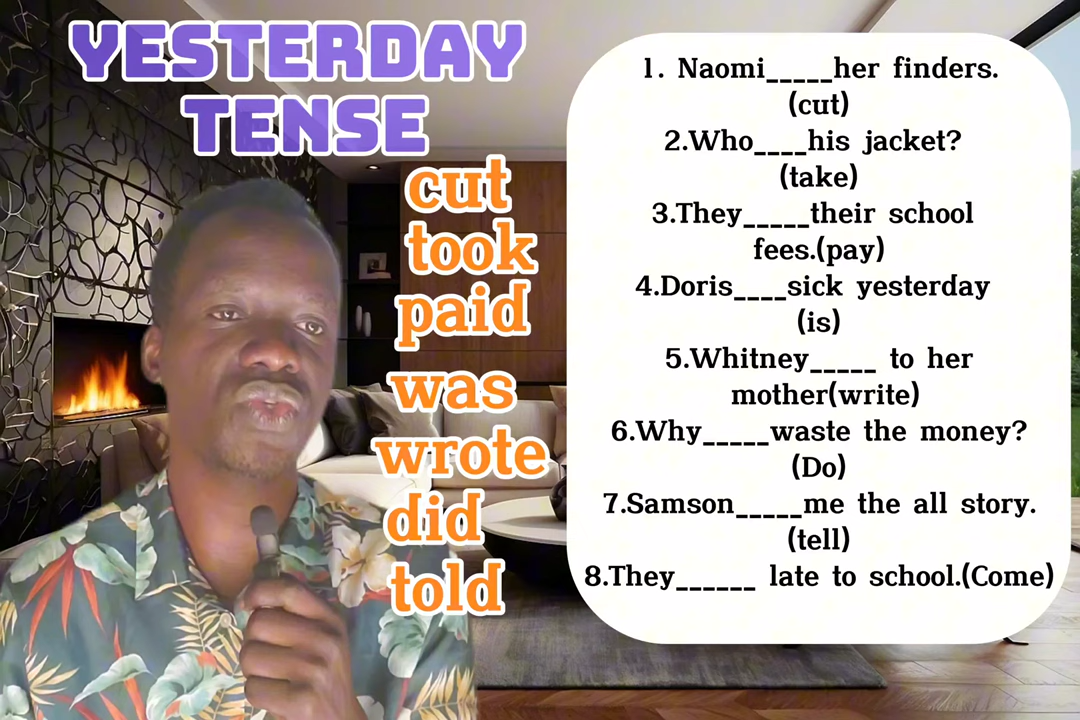 YESTERDAY
TENSE
cut
took
paid
was
wrote
did
told
1. Naomi_____her finders.
(cut)
2.Who____his jacket?
(take)
3.They_____their school
fees.(pay)
4.Doris____sick yesterday
(is)
5.Whitney_____ to her
mother(write)
6.Why_____waste the money?
(Do)
7.Samson_____me the all story.
(tell)
8.They______ late to school.(Come)